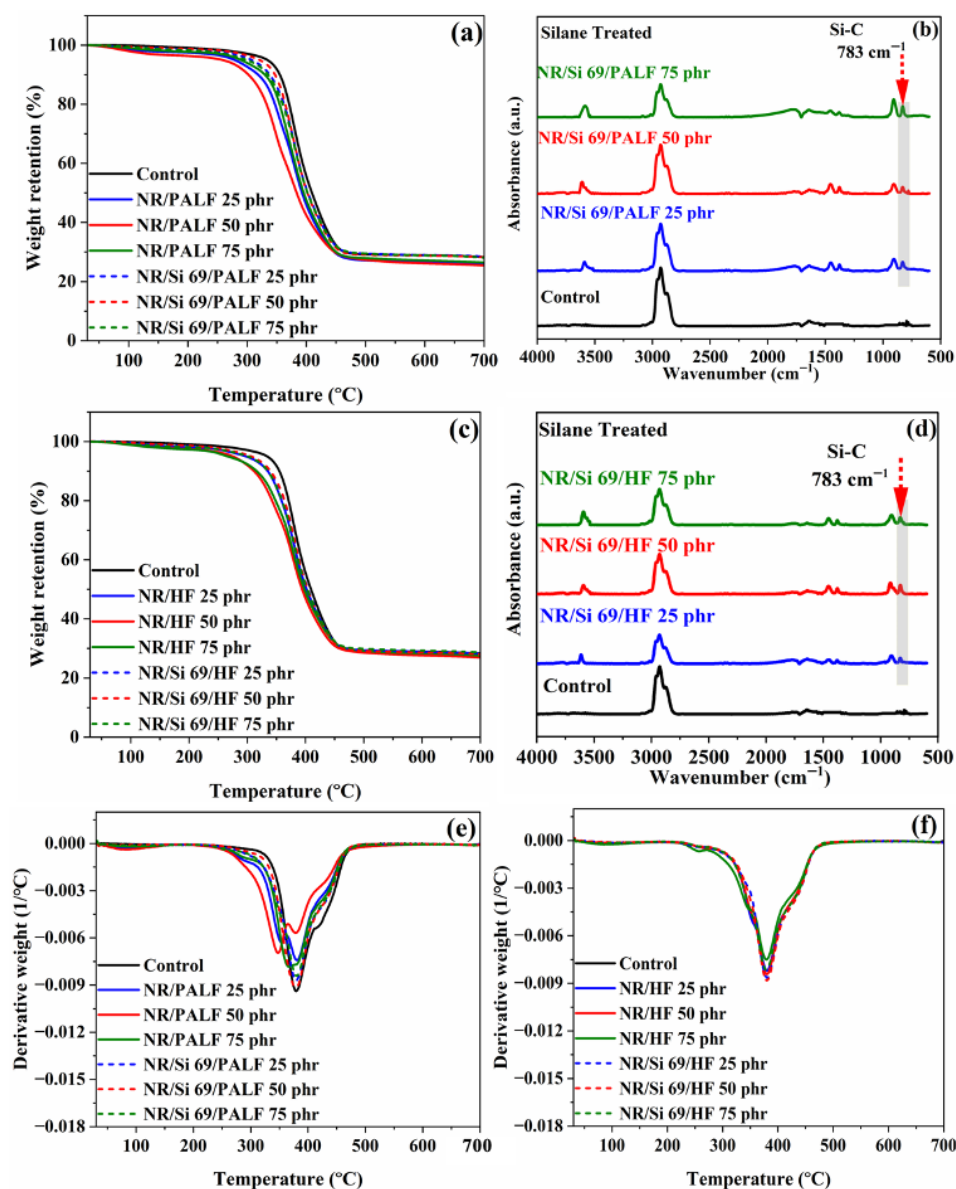 (a)
Weight retention (%)
100
80
60
40
20
0
Control
NR/PALF 25 phr
NR/PALF 50 phr
NR/PALF 75 phr
NR/Si 69/PALF 25 phr
NR/Si 69/PALF 50 phr
NR/Si 69/PALF 75 phr
100 200 300 400 500 600 700
Temperature (°C)
(b)
Silane Treated
Si-C
783 cm⁻¹
Absorbance (a.u.)
NR/Si 69/PALF 75 phr
NR/Si 69/PALF 50 phr
NR/Si 69/PALF 25 phr
Control
4000 3500 3000 2500 2000 1500 1000 500
Wavenumber (cm⁻¹)
(c)
Weight retention (%)
100
80
60
40
20
0
Control
NR/HF 25 phr
NR/HF 50 phr
NR/HF 75 phr
NR/Si 69/HF 25 phr
NR/Si 69/HF 50 phr
NR/Si 69/HF 75 phr
100 200 300 400 500 600 700
Temperature (°C)
(d)
Silane Treated
Si-C
783 cm⁻¹
Absorbance (a.u.)
NR/Si 69/HF 75 phr
NR/Si 69/HF 50 phr
NR/Si 69/HF 25 phr
Control
4000 3500 3000 2500 2000 1500 1000 500
Wavenumber (cm⁻¹)
(e)
Derivative weight (1/°C)
0.000
−0.003
−0.006
−0.009
−0.012
−0.015
−0.018
Control
NR/PALF 25 phr
NR/PALF 50 phr
NR/PALF 75 phr
NR/Si 69/PALF 25 phr
NR/Si 69/PALF 50 phr
NR/Si 69/PALF 75 phr
100 200 300 400 500 600 700
Temperature (°C)
(f)
Derivative weight (1/°C)
0.000
−0.003
−0.006
−0.009
−0.012
−0.015
−0.018
Control
NR/HF 25 phr
NR/HF 50 phr
NR/HF 75 phr
NR/Si 69/HF 25 phr
NR/Si 69/HF 50 phr
NR/Si 69/HF 75 phr
100 200 300 400 500 600 700
Temperature (°C)